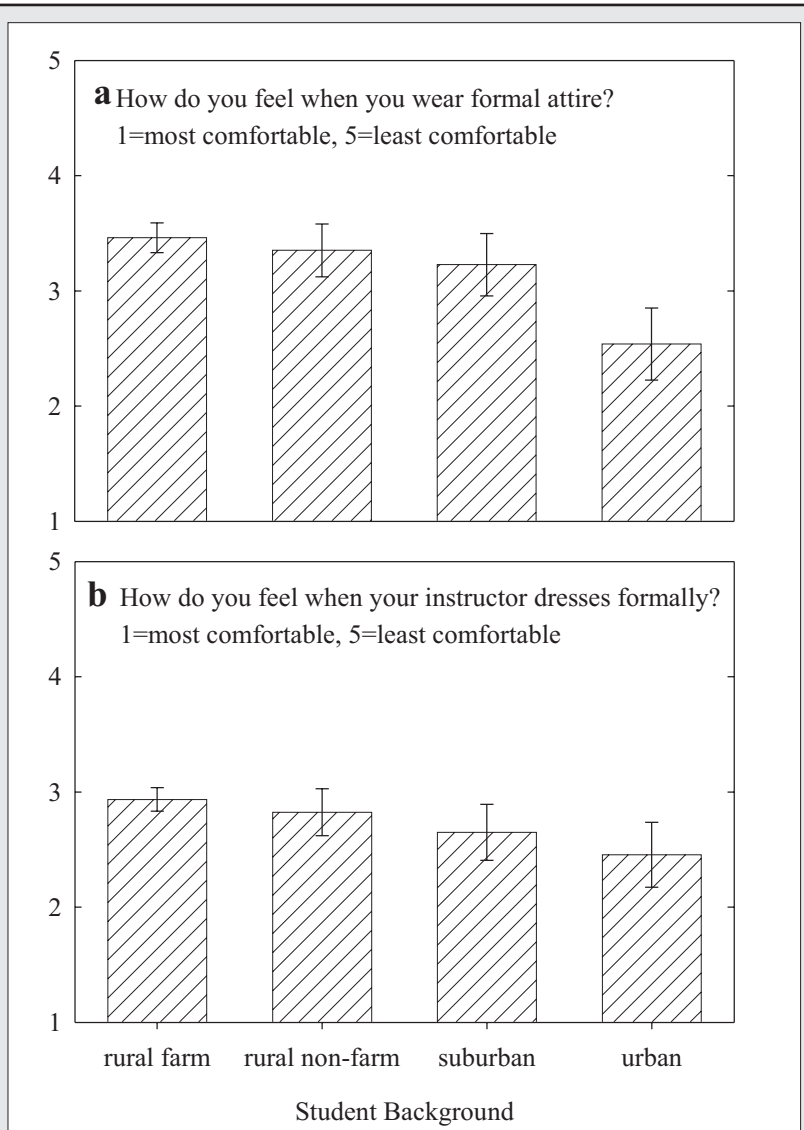 5
a How do you feel when you wear formal attire?
1=most comfortable, 5=least comfortable
4
3
2
1
5
b How do you feel when your instructor dresses formally?
1=most comfortable, 5=least comfortable
4
3
2
1
rural farm rural non-farm suburban urban
Student Background